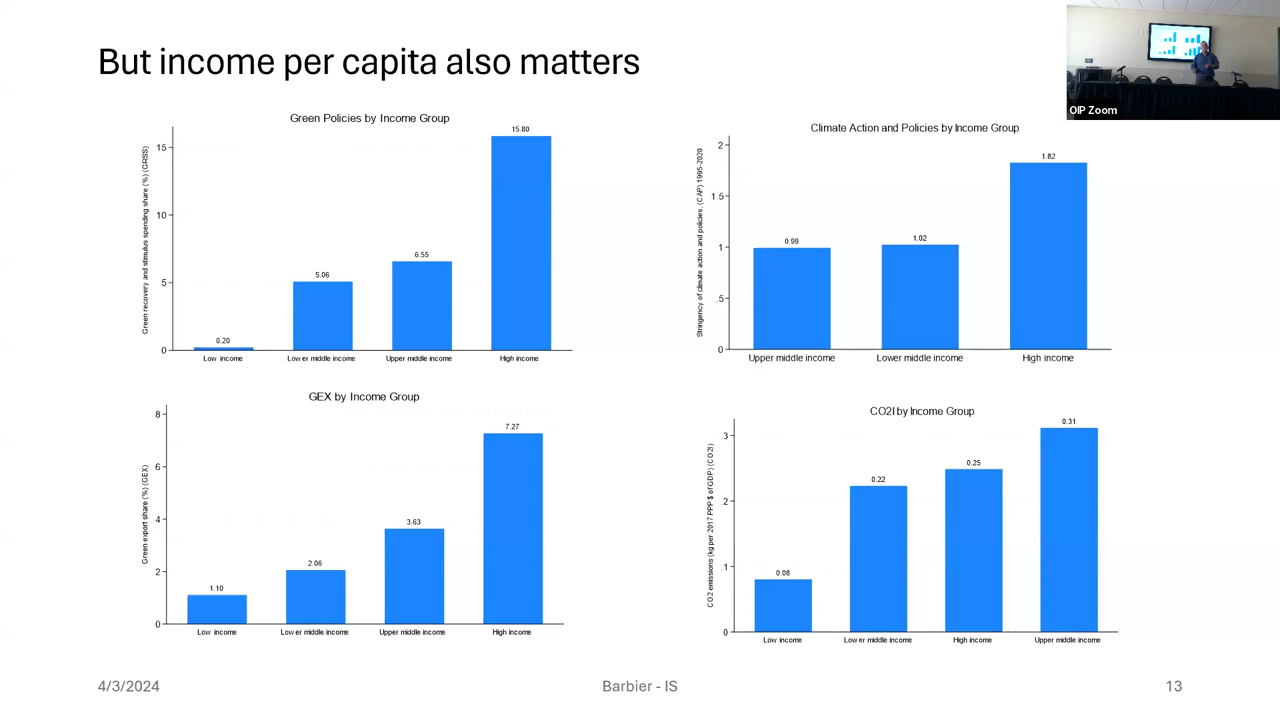 But income per capita also matters
OIP Zoom
Green Policies by Income Group
Green recovery and stimulus spending share (%) (GRSS)
15
10
5
0
0.20
5.06
6.55
15.80
Low income
Lower middle income
Upper middle income
High income
Climate Action and Policies by Income Group
Stringency of climate action and policies, (CAP) 1995-2020
2
1.5
1
.5
0
0.99
1.02
1.82
Upper middle income
Lower middle income
High income
GEX by Income Group
Green export share (%) (GEX)
8
6
4
2
0
1.10
2.06
3.63
7.27
Low income
Lower middle income
Upper middle income
High income
CO2I by Income Group
CO2 emissions (kg per 2017 PPP $ of GDP) (CO2I)
.3
.2
.1
0
0.08
0.22
0.25
0.31
Low income
Lower middle income
High income
Upper middle income
4/3/2024
Barbier - IS
13